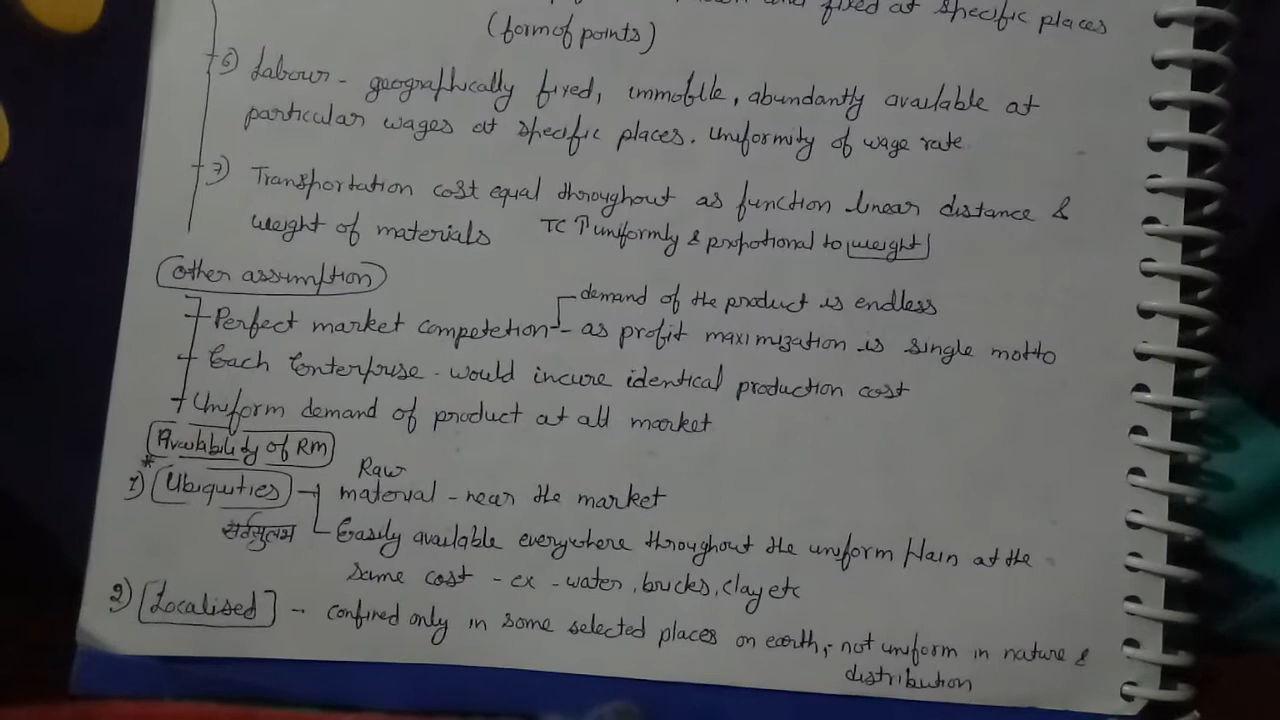 and fixed at specific places
(form of points)
6) Labour - geographically fixed, immobile, abundantly available at
particular wages at specific places. Uniformity of wage rate
7) Transportation cost equal throughout as function linear distance &
weight of materials TC ↑ uniformly & propotional to weight
Other assumption
demand of the product is endless
Perfect market competetion - as profit maximization is single motto
Each Enterprise - would incure identical production cost
Uniform demand of product at all market
Availability of RM
* Raw
1) Ubiquities material - near the market
सर्वसुलभ Easily available everywhere throughout the uniform Plain at the
same cost - ex - water, bricks, clay etc
2) [Localised] - confined only in some selected places on earth, - not uniform in nature &
distribution